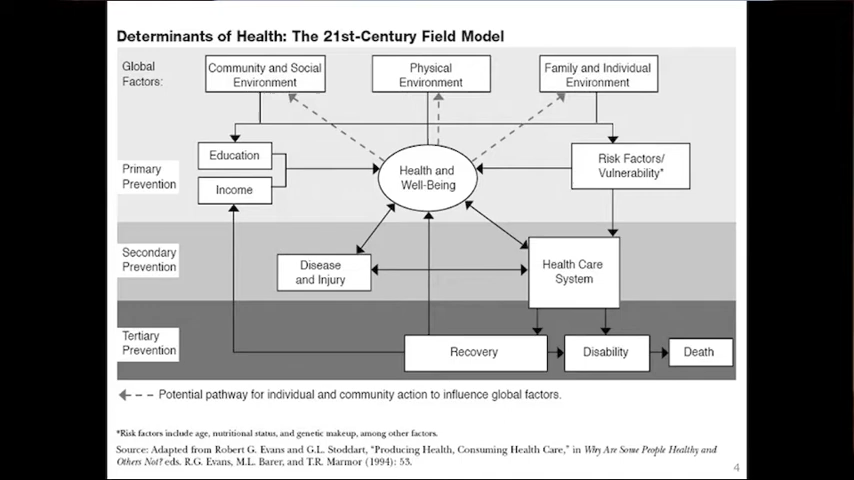 Determinants of Health: The 21st-Century Field Model
Global
Factors:
Community and Social
Environment
Physical
Environment
Family and Individual
Environment
Primary
Prevention
Education
Income
Health and
Well-Being
Risk Factors/
Vulnerability*
Secondary
Prevention
Disease
and Injury
Health Care
System
Tertiary
Prevention
Recovery
Disability
Death
Potential pathway for individual and community action to influence global factors.
*Risk factors include age, nutritional status, and genetic makeup, among other factors.
Source: Adapted from Robert G. Evans and G.L. Stoddart, "Producing Health, Consuming Health Care," in Why Are Some People Healthy and
Others Not? eds. R.G. Evans, M.L. Barer, and T.R. Marmor (1994): 53.
4